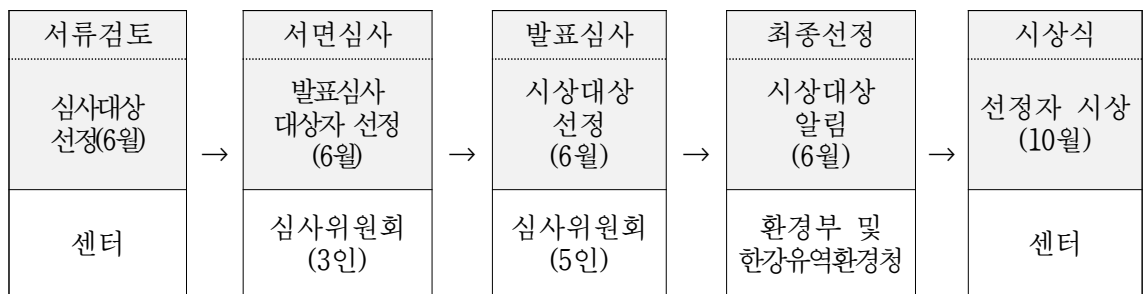 서류검토
심사대상
선정(6월)
센터
→
서면심사
발표심사
대상자 선정
(6월)
심사위원회
(3인)
→
발표심사
시상대상
선정
(6월)
심사위원회
(5인)
→
최종선정
시상대상
알림
(6월)
환경부 및
한강유역환경청
→
시상식
선정자 시상
(10월)
센터